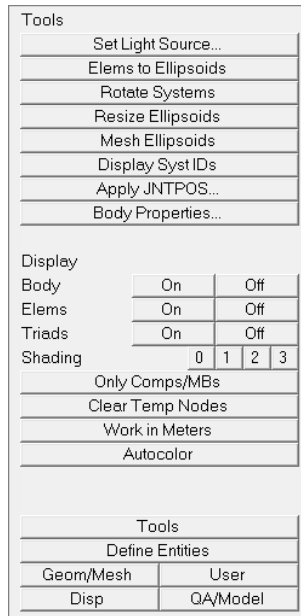 Tools
Set Light Source...
Elems to Ellipsoids
Rotate Systems
Resize Ellipsoids
Mesh Ellipsoids
Display Syst IDs
Apply JNTPOS...
Body Properties...
Display
Body On Off
Elems On Off
Triads On Off
Shading 0 1 2 3
Only Comps/MBs
Clear Temp Nodes
Work in Meters
Autocolor
Tools
Define Entities
Geom/Mesh User
Disp QA/Model